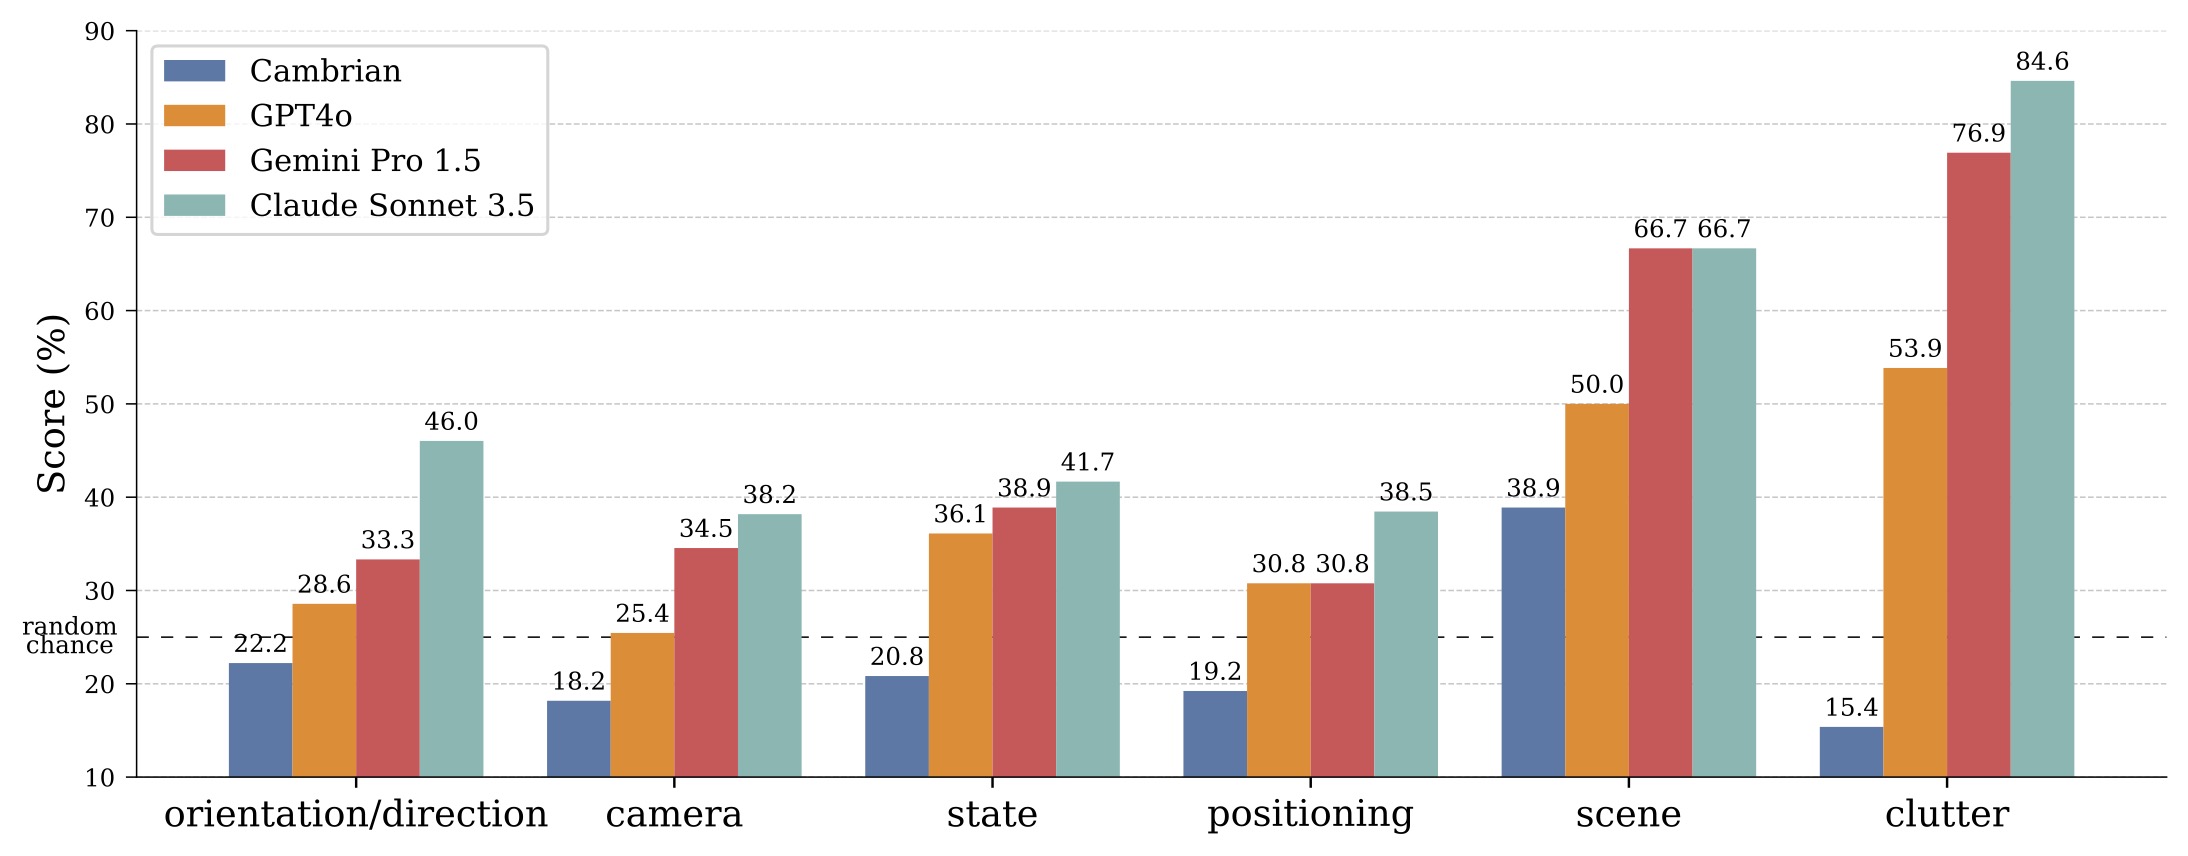 90
80
70
60
50
40
30
20
10
Score (%)
random
chance
Cambrian
GPT4o
Gemini Pro 1.5
Claude Sonnet 3.5
22.2 28.6 33.3 46.0
18.2 25.4 34.5 38.2
20.8 36.1 38.9 41.7
19.2 30.8 30.8 38.5
38.9 50.0 66.7 66.7
15.4 53.9 76.9 84.6
orientation/direction camera state positioning scene clutter